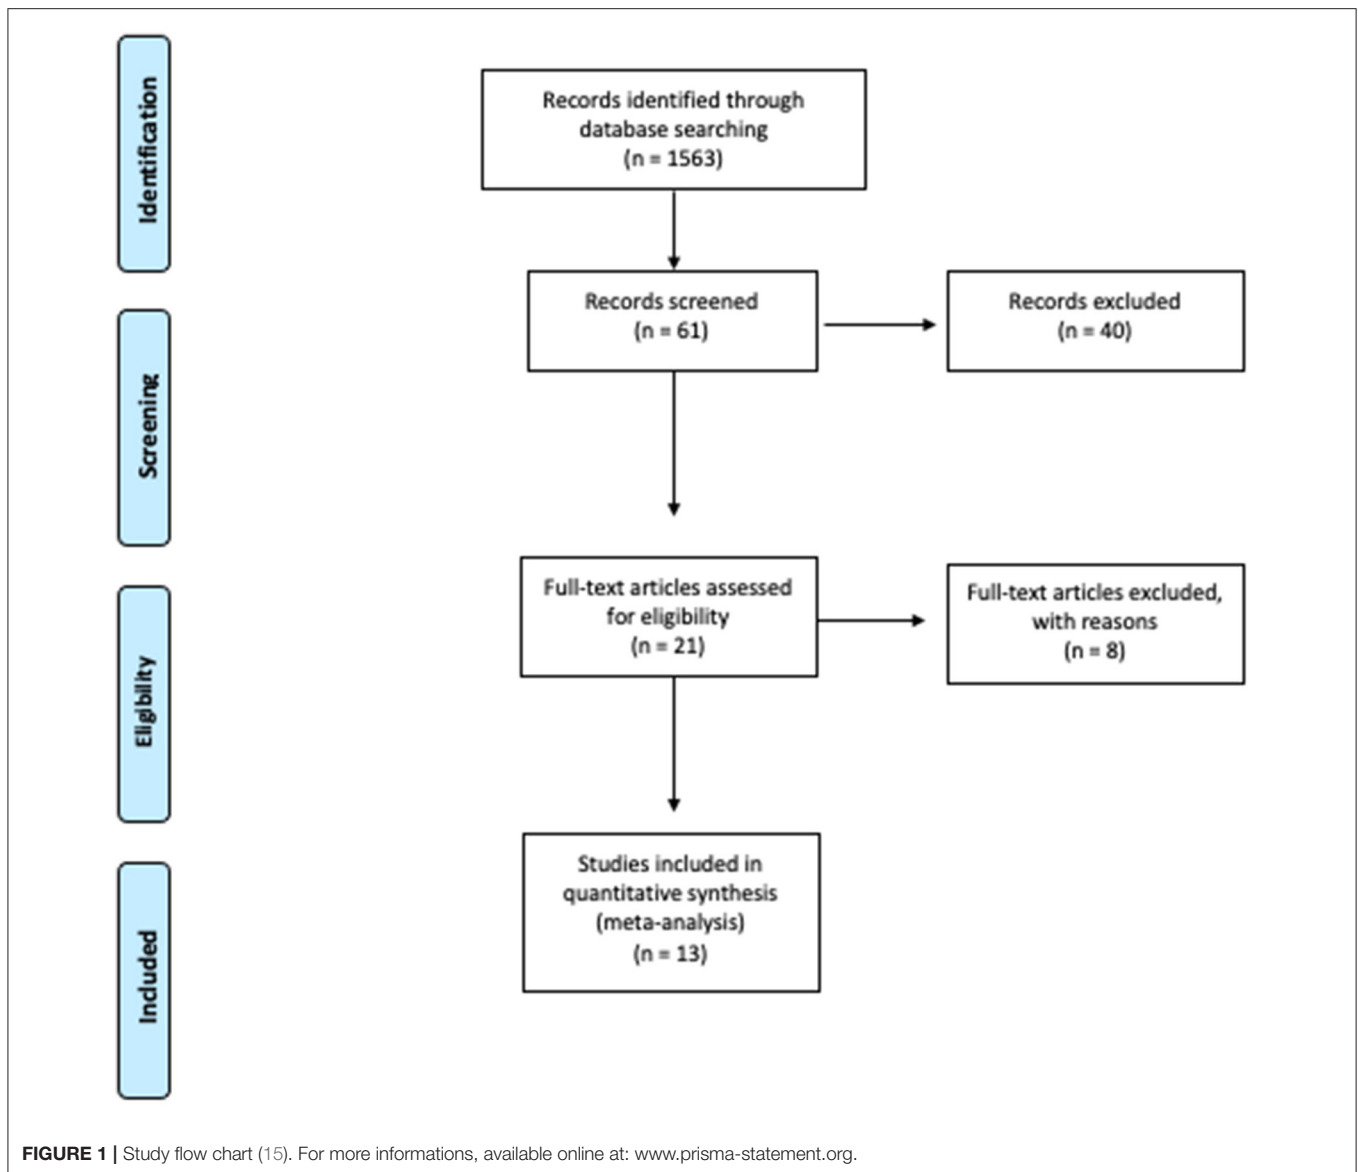 Identification
Records identified through
database searching
(n = 1563)
Records screened
(n = 61)
Records excluded
(n = 40)
Screening
Full-text articles assessed
for eligibility
(n = 21)
Full-text articles excluded,
with reasons
(n = 8)
Eligibility
Studies included in
quantitative synthesis
(meta-analysis)
(n = 13)
Included
FIGURE 1 | Study flow chart (15). For more informations, available online at: www.prisma-statement.org.